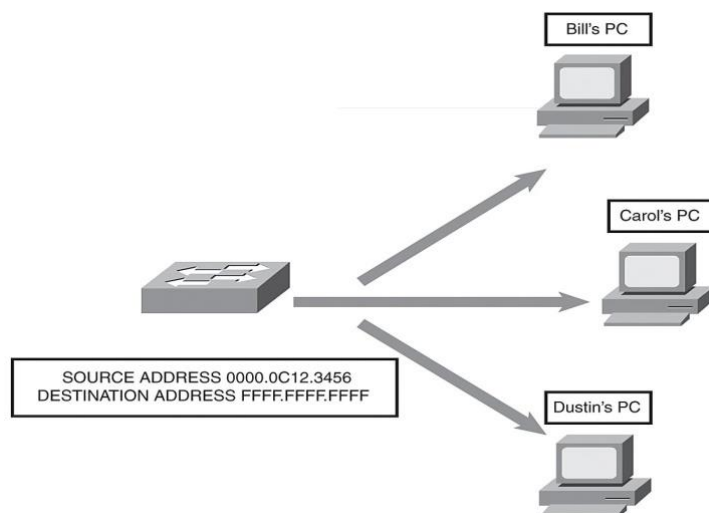 Bill's PC
Carol's PC
SOURCE ADDRESS 0000.0C12.3456
DESTINATION ADDRESS FFFF.FFFF.FFFF
Dustin's PC